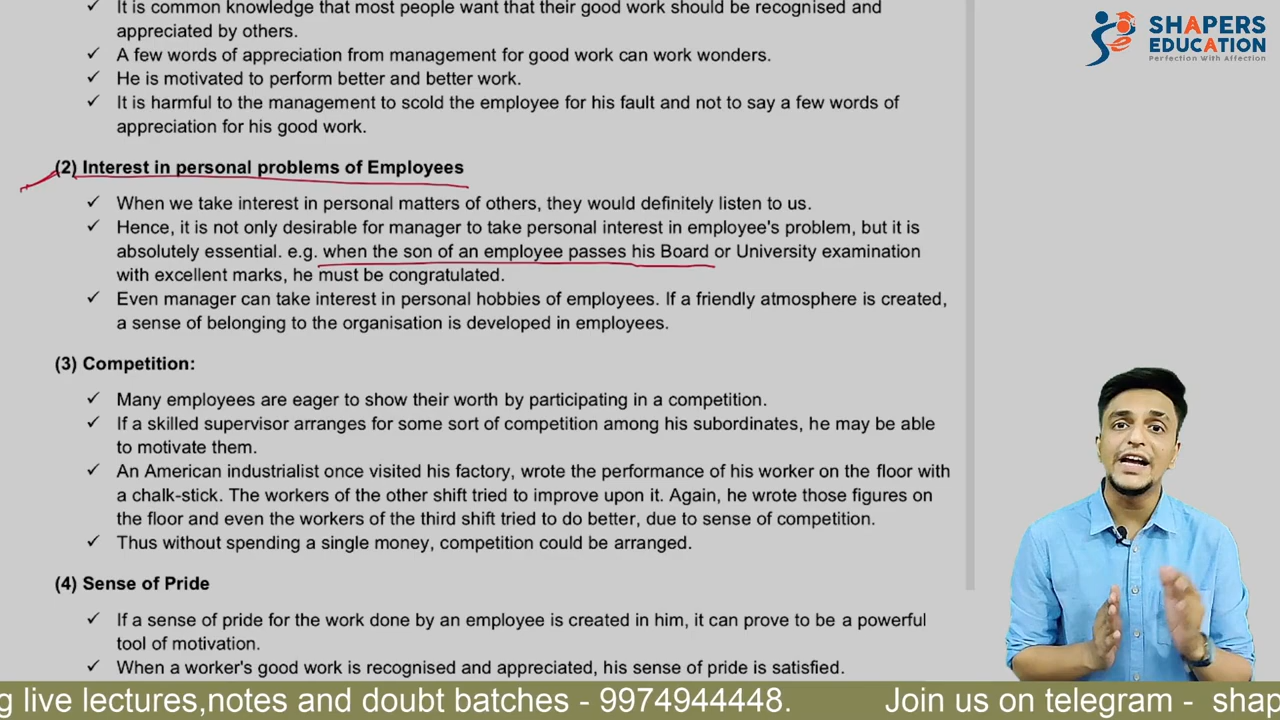 ✓ It is common knowledge that most people want that their good work should be recognised and
appreciated by others.
✓ A few words of appreciation from management for good work can work wonders.
✓ He is motivated to perform better and better work.
✓ It is harmful to the management to scold the employee for his fault and not to say a few words of
appreciation for his good work.
(2) Interest in personal problems of Employees
✓ When we take interest in personal matters of others, they would definitely listen to us.
✓ Hence, it is not only desirable for manager to take personal interest in employee's problem, but it is
absolutely essential. e.g. when the son of an employee passes his Board or University examination
with excellent marks, he must be congratulated.
✓ Even manager can take interest in personal hobbies of employees. If a friendly atmosphere is created,
a sense of belonging to the organisation is developed in employees.
(3) Competition:
✓ Many employees are eager to show their worth by participating in a competition.
✓ If a skilled supervisor arranges for some sort of competition among his subordinates, he may be able
to motivate them.
✓ An American industrialist once visited his factory, wrote the performance of his worker on the floor with
a chalk-stick. The workers of the other shift tried to improve upon it. Again, he wrote those figures on
the floor and even the workers of the third shift tried to do better, due to sense of competition.
✓ Thus without spending a single money, competition could be arranged.
(4) Sense of Pride
✓ If a sense of pride for the work done by an employee is created in him, it can prove to be a powerful
tool of motivation.
✓ When a worker's good work is recognised and appreciated, his sense of pride is satisfied.
SHAPERS
EDUCATION
Perfection With Affection
g live lectures,notes and doubt batches - 9974944448. Join us on telegram - shap